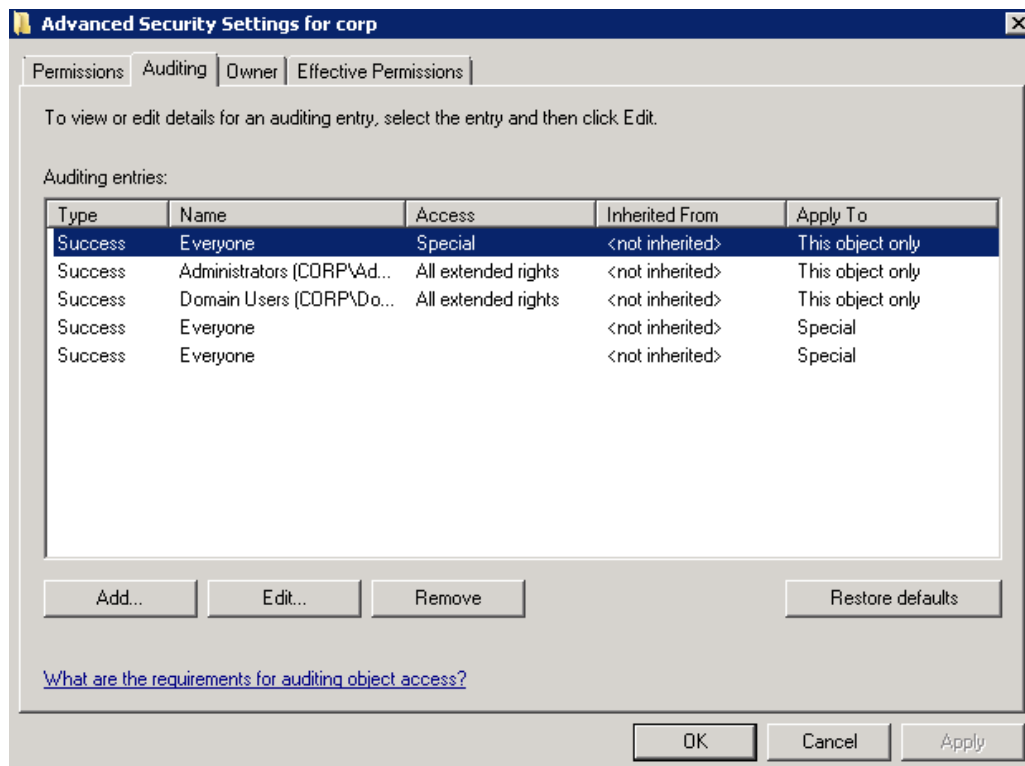 Advanced Security Settings for corp
Permissions Auditing Owner Effective Permissions
To view or edit details for an auditing entry, select the entry and then click Edit.
Auditing entries:
Type Name Access Inherited From Apply To
Success Everyone Special <not inherited> This object only
Success Administrators (CORP\Ad... All extended rights <not inherited> This object only
Success Domain Users (CORP\Do... All extended rights <not inherited> This object only
Success Everyone <not inherited> Special
Success Everyone <not inherited> Special
Add... Edit... Remove Restore defaults
What are the requirements for auditing object access?
OK Cancel Apply